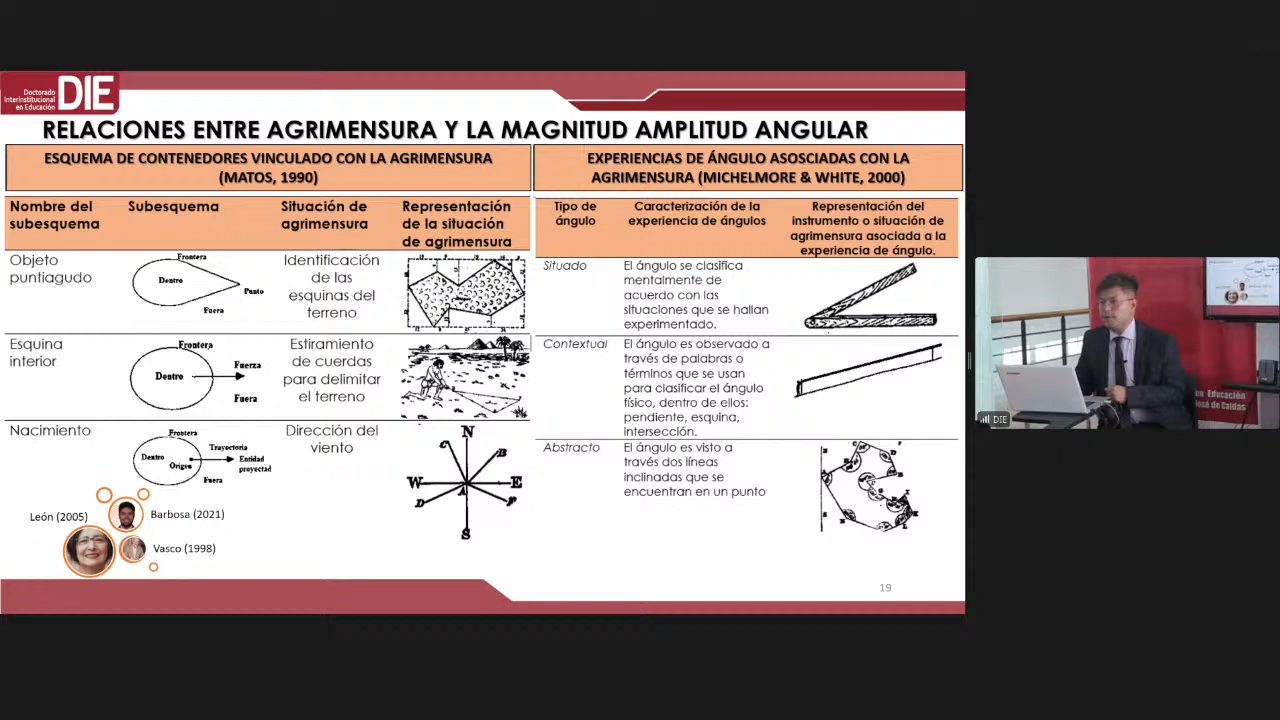 Doctorado
Interinstitucional
en Educación
DIE
RELACIONES ENTRE AGRIMENSURA Y LA MAGNITUD AMPLITUD ANGULAR
ESQUEMA DE CONTENEDORES VINCULADO CON LA AGRIMENSURA
(MATOS, 1990)
Nombre del
subesquema
Subesquema
Situación de
agrimensura
Representación
de la situación
de agrimensura
Objeto
puntiagudo
Frontera
Dentro
Punto
Fuera
Identificación
de las
esquinas del
terreno
Esquina
interior
Frontera
Dentro
Fuerza
Fuera
Estiramiento
de cuerdas
para delimitar
el terreno
Nacimiento
Frontera
Dentro
Origen
Trayectoria
Entidad
proyectad
Fuera
Dirección del
viento
N
C
B
W
E
A
D
F
S
León (2005)
Barbosa (2021)
Vasco (1998)
EXPERIENCIAS DE ÁNGULO ASOSCIADAS CON LA
AGRIMENSURA (MICHELMORE & WHITE, 2000)
Tipo de
ángulo
Caracterización de la
experiencia de ángulos
Representación del
instrumento o situación de
agrimensura asociada a la
experiencia de ángulo.
Situado
El ángulo se clasifica
mentalmente de
acuerdo con las
situaciones que se hallan
experimentado.
Contextual
El ángulo es observado a
través de palabras o
términos que se usan
para clasificar el ángulo
físico, dentro de ellos:
pendiente, esquina,
intersección.
Abstracto
El ángulo es visto a
través dos líneas
inclinadas que se
encuentran en un punto
19
en Educación
José de Caldas
DIE